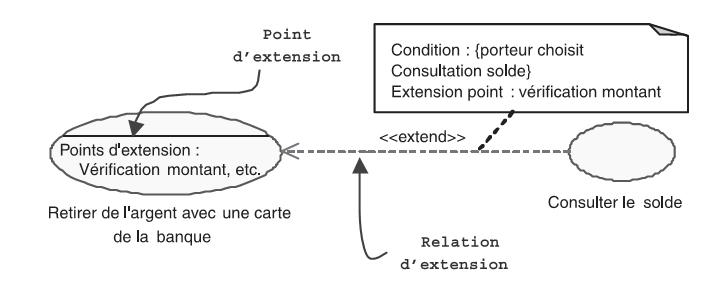 Point
d'extension
Condition : {porteur choisit
Consultation solde}
Extension point : vérification montant
<<extend>>
Points d'extension :
Vérification montant, etc.
Retirer de l'argent avec une carte
de la banque
Consulter le solde
Relation
d'extension